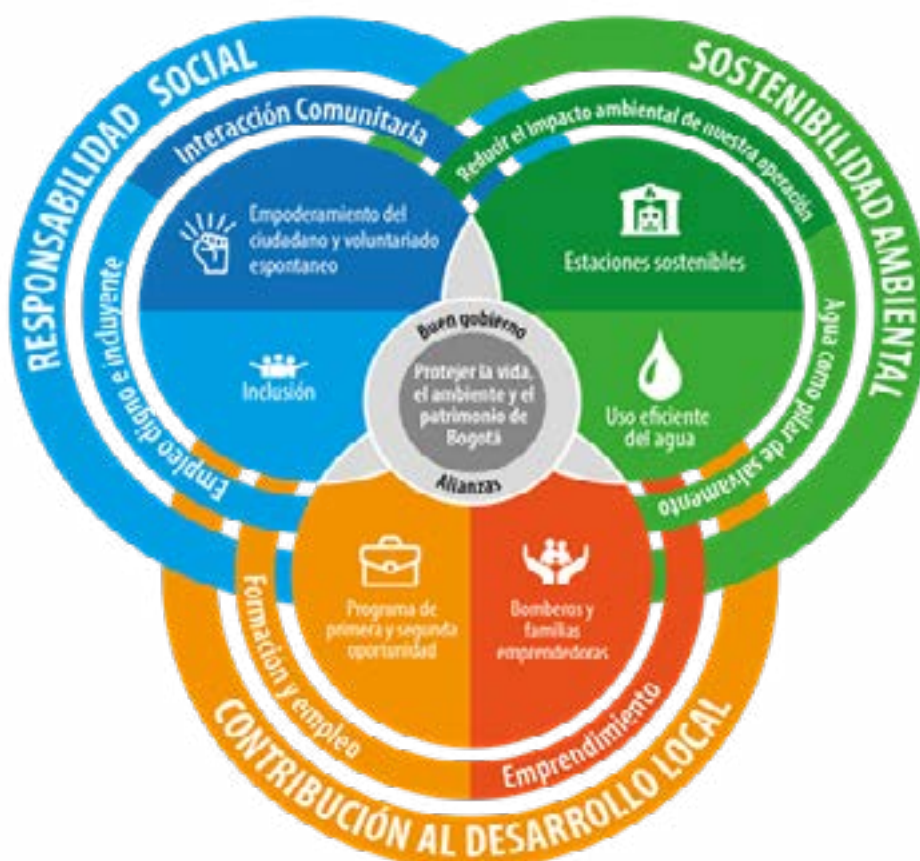 RESPONSABILIDAD SOCIAL
Interacción Comunitaria
Empoderamiento del
ciudadano y voluntariado
espontaneo
Empleo digno e incluyente
Inclusión
SOSTENIBILIDAD AMBIENTAL
Reducir el impacto ambiental de nuestra operación
Estaciones sostenibles
Agua como pilar de salvamento
Uso eficiente
del agua
Buen gobierno
Protejer la vida,
el ambiente y el
patrimonio de
Bogotá
Alianzas
Programa de
primera y segunda
oportunidad
Bomberos y
familias
emprendedoras
Formacion y empleo
Emprendimiento
CONTRIBUCIÓN AL DESARROLLO LOCAL